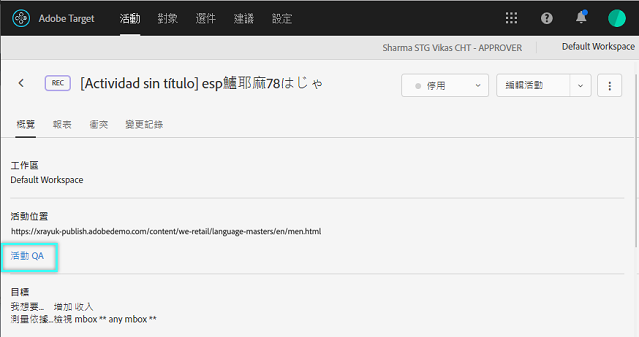 Adobe Target 活動 對象 選件 建議 設定
Sharma STG Vikas CHT - APPROVER Default Workspace
REC [Actividad sin título] esp鱸耶麻78はじゃ 停用 編輯活動
概覽 報表 衝突 變更記錄
工作區
Default Workspace
活動位置
https://xrayuk-publish.adobedemo.com/content/we-retail/language-masters/en/men.html
活動 QA
目標
我想要... 增加 收入
測量依據...檢視 mbox ** any mbox **